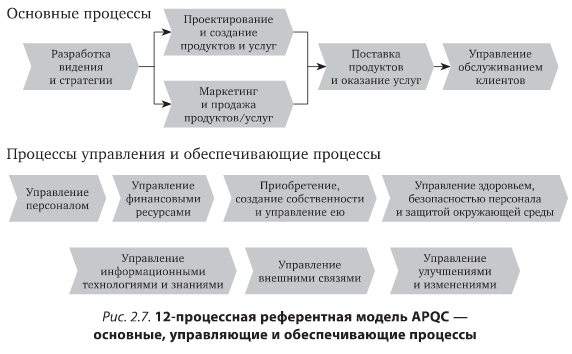 Основные процессы
Разработка
видения
и стратегии
Проектирование
и создание
продуктов и услуг
Маркетинг
и продажа
продуктов/услуг
Поставка
продуктов
и оказание услуг
Управление
обслуживанием
клиентов
Процессы управления и обеспечивающие процессы
Управление
персоналом
Управление
финансовыми
ресурсами
Приобретение,
создание собственности
и управление ею
Управление здоровьем,
безопасностью персонала
и защитой окружающей среды
Управление
информационными
технологиями и знаниями
Управление
внешними связями
Управление
улучшениями
и изменениями
Рис. 2.7. 12-процессная референтная модель APQC —
основные, управляющие и обеспечивающие процессы